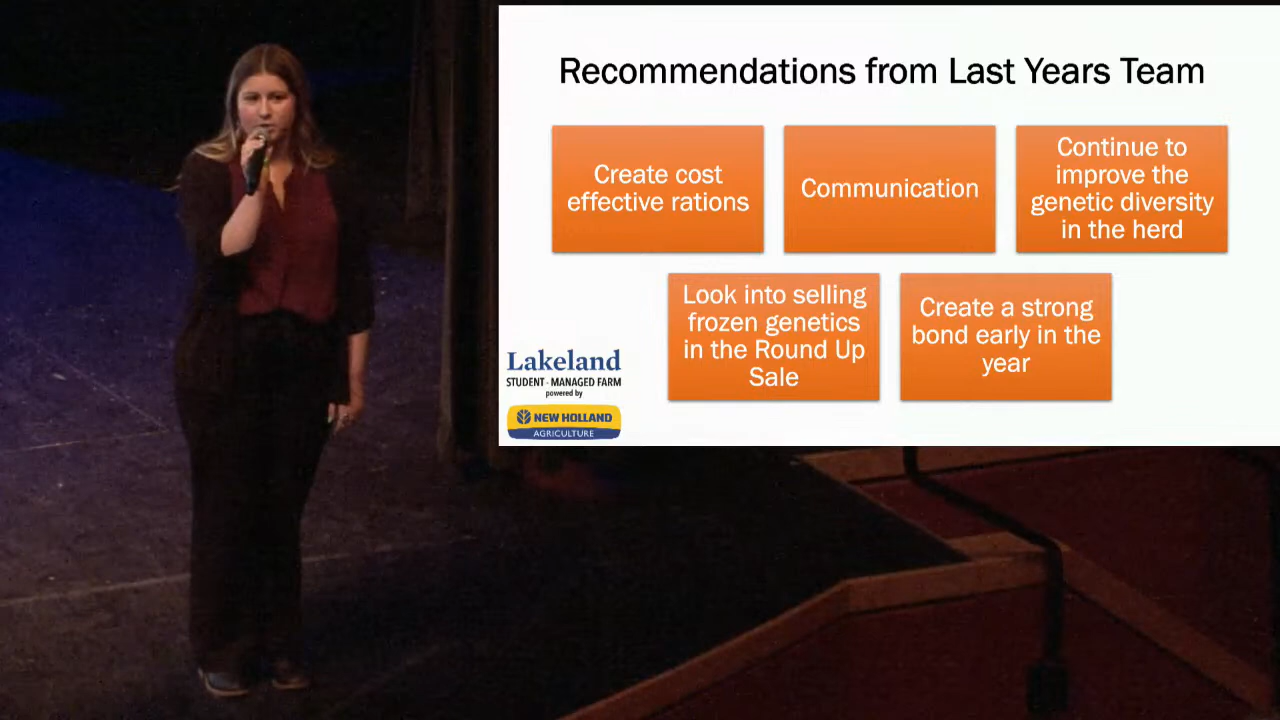 Recommendations from Last Years Team
Create cost
effective rations
Communication
Continue to
improve the
genetic diversity
in the herd
Look into selling
frozen genetics
in the Round Up
Sale
Create a strong
bond early in the
year
Lakeland
STUDENT - MANAGED FARM
powered by
NEW HOLLAND
AGRICULTURE